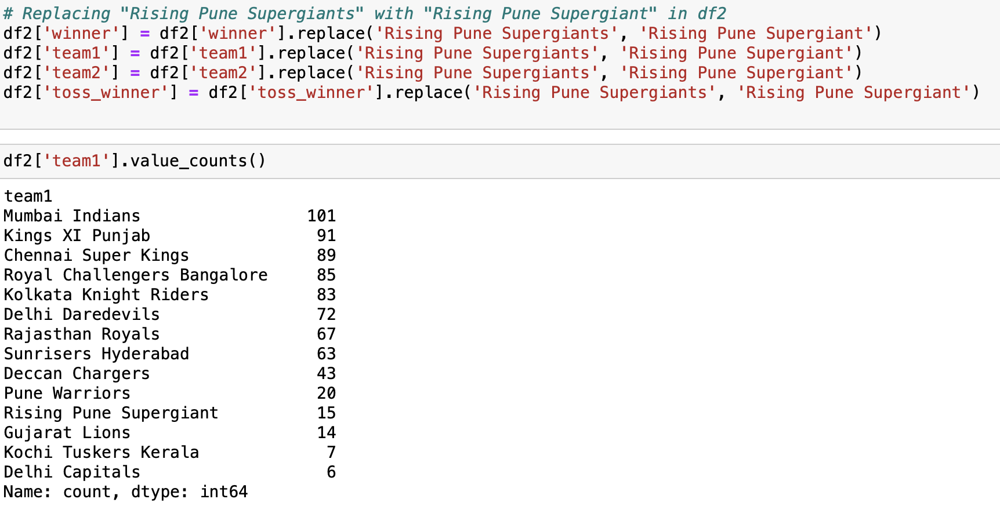 # Replacing "Rising Pune Supergiants" with "Rising Pune Supergiant" in df2
df2['winner'] = df2['winner'].replace('Rising Pune Supergiants', 'Rising Pune Supergiant')
df2['team1'] = df2['team1'].replace('Rising Pune Supergiants', 'Rising Pune Supergiant')
df2['team2'] = df2['team2'].replace('Rising Pune Supergiants', 'Rising Pune Supergiant')
df2['toss_winner'] = df2['toss_winner'].replace('Rising Pune Supergiants', 'Rising Pune Supergiant')
df2['team1'].value_counts()
team1
Mumbai Indians                 101
Kings XI Punjab                 91
Chennai Super Kings             89
Royal Challengers Bangalore     85
Kolkata Knight Riders           83
Delhi Daredevils                72
Rajasthan Royals                67
Sunrisers Hyderabad             63
Deccan Chargers                 43
Pune Warriors                   20
Rising Pune Supergiant          15
Gujarat Lions                   14
Kochi Tuskers Kerala             7
Delhi Capitals                   6
Name: count, dtype: int64